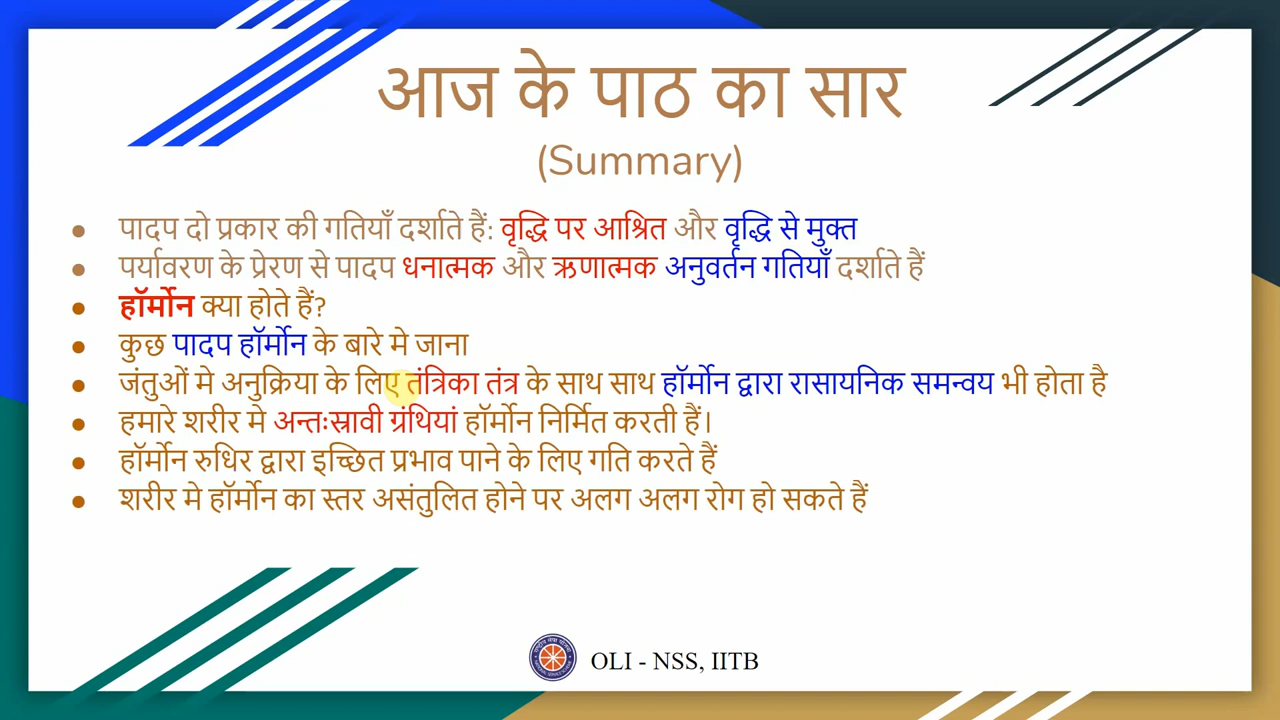 आज के पाठ का सार
(Summary)
पादप दो प्रकार की गतियाँ दर्शाते हैं: वृद्धि पर आश्रित और वृद्धि से मुक्त
पर्यावरण के प्रेरण से पादप धनात्मक और ऋणात्मक अनुवर्तन गतियाँ दर्शाते हैं
हॉर्मोन क्या होते हैं?
कुछ पादप हॉर्मोन के बारे मे जाना
जंतुओं मे अनुक्रिया के लिए तंत्रिका तंत्र के साथ साथ हॉर्मोन द्वारा रासायनिक समन्वय भी होता है
हमारे शरीर मे अन्तःस्रावी ग्रंथियां हॉर्मोन निर्मित करती हैं।
हॉर्मोन रुधिर द्वारा इच्छित प्रभाव पाने के लिए गति करते हैं
शरीर मे हॉर्मोन का स्तर असंतुलित होने पर अलग अलग रोग हो सकते हैं
OLI - NSS, IITB